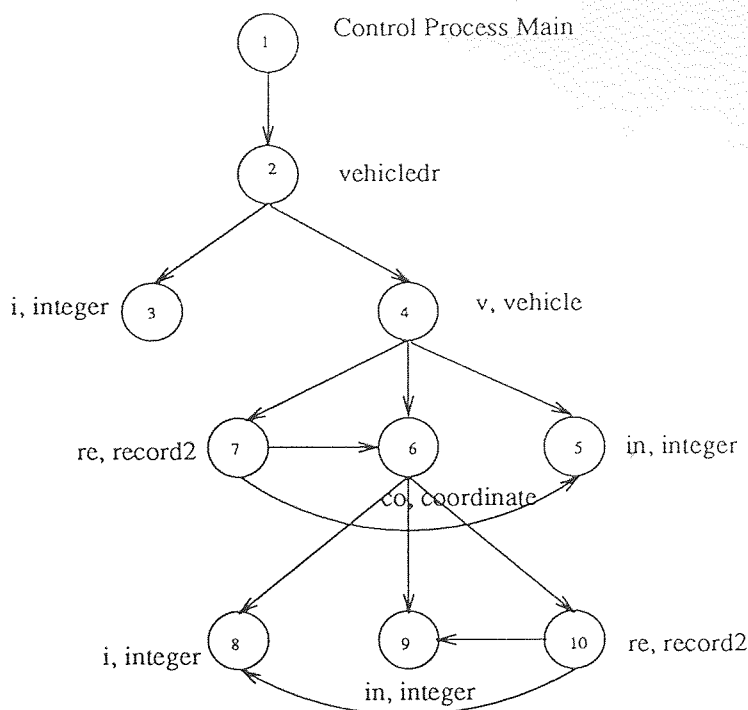 1
Control Process Main
2
vehicledr
i, integer
3
4
v, vehicle
re, record2
7
6
5
in, integer
co, coordinate
i, integer
8
9
10
re, record2
in, integer